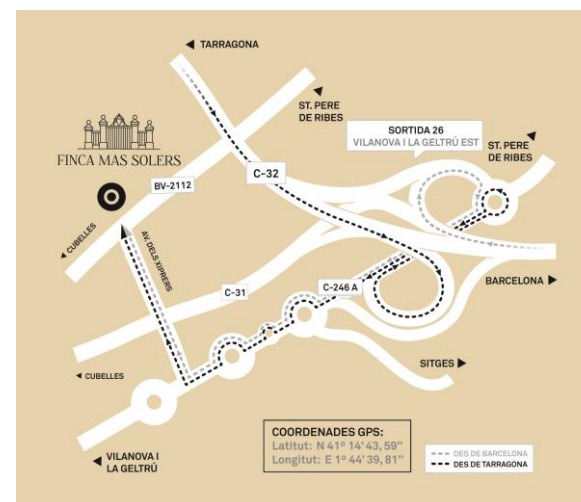 TARRAGONA
ST. PERE
DE RIBES
SORTIDA 26
VILANOVA I LA GELTRÚ EST
ST. PERE
DE RIBES
FINCA MAS SOLERS
BV-2112
C-32
CUBELLES
AV. DELS XIPRERS
C-31
C-246 A
BARCELONA
CUBELLES
SITGES
COORDENADES GPS:
Latitut: N 41º 14' 43, 59"
Longitut: E 1º 44' 39, 81"
VILANOVA I
LA GELTRÚ
DES DE BARCELONA
DES DE TARRAGONA